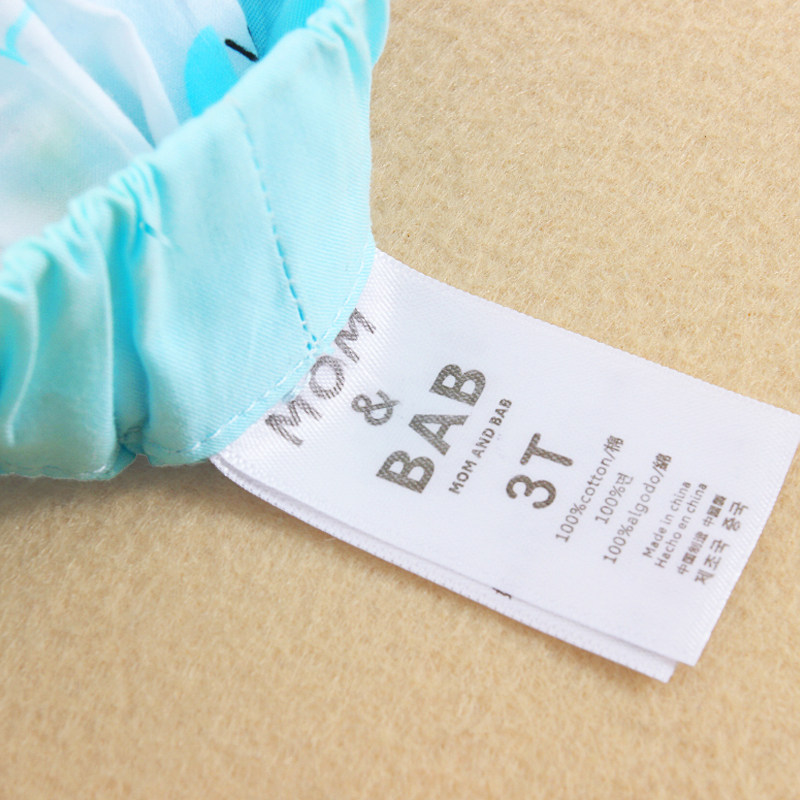 MOM
&
BAB
MOM AND BAB
3T
100%cotton/棉
100%면
100%algodo/綿
Made in china
Hacho en china
中国制造 中國製
제조국 중국